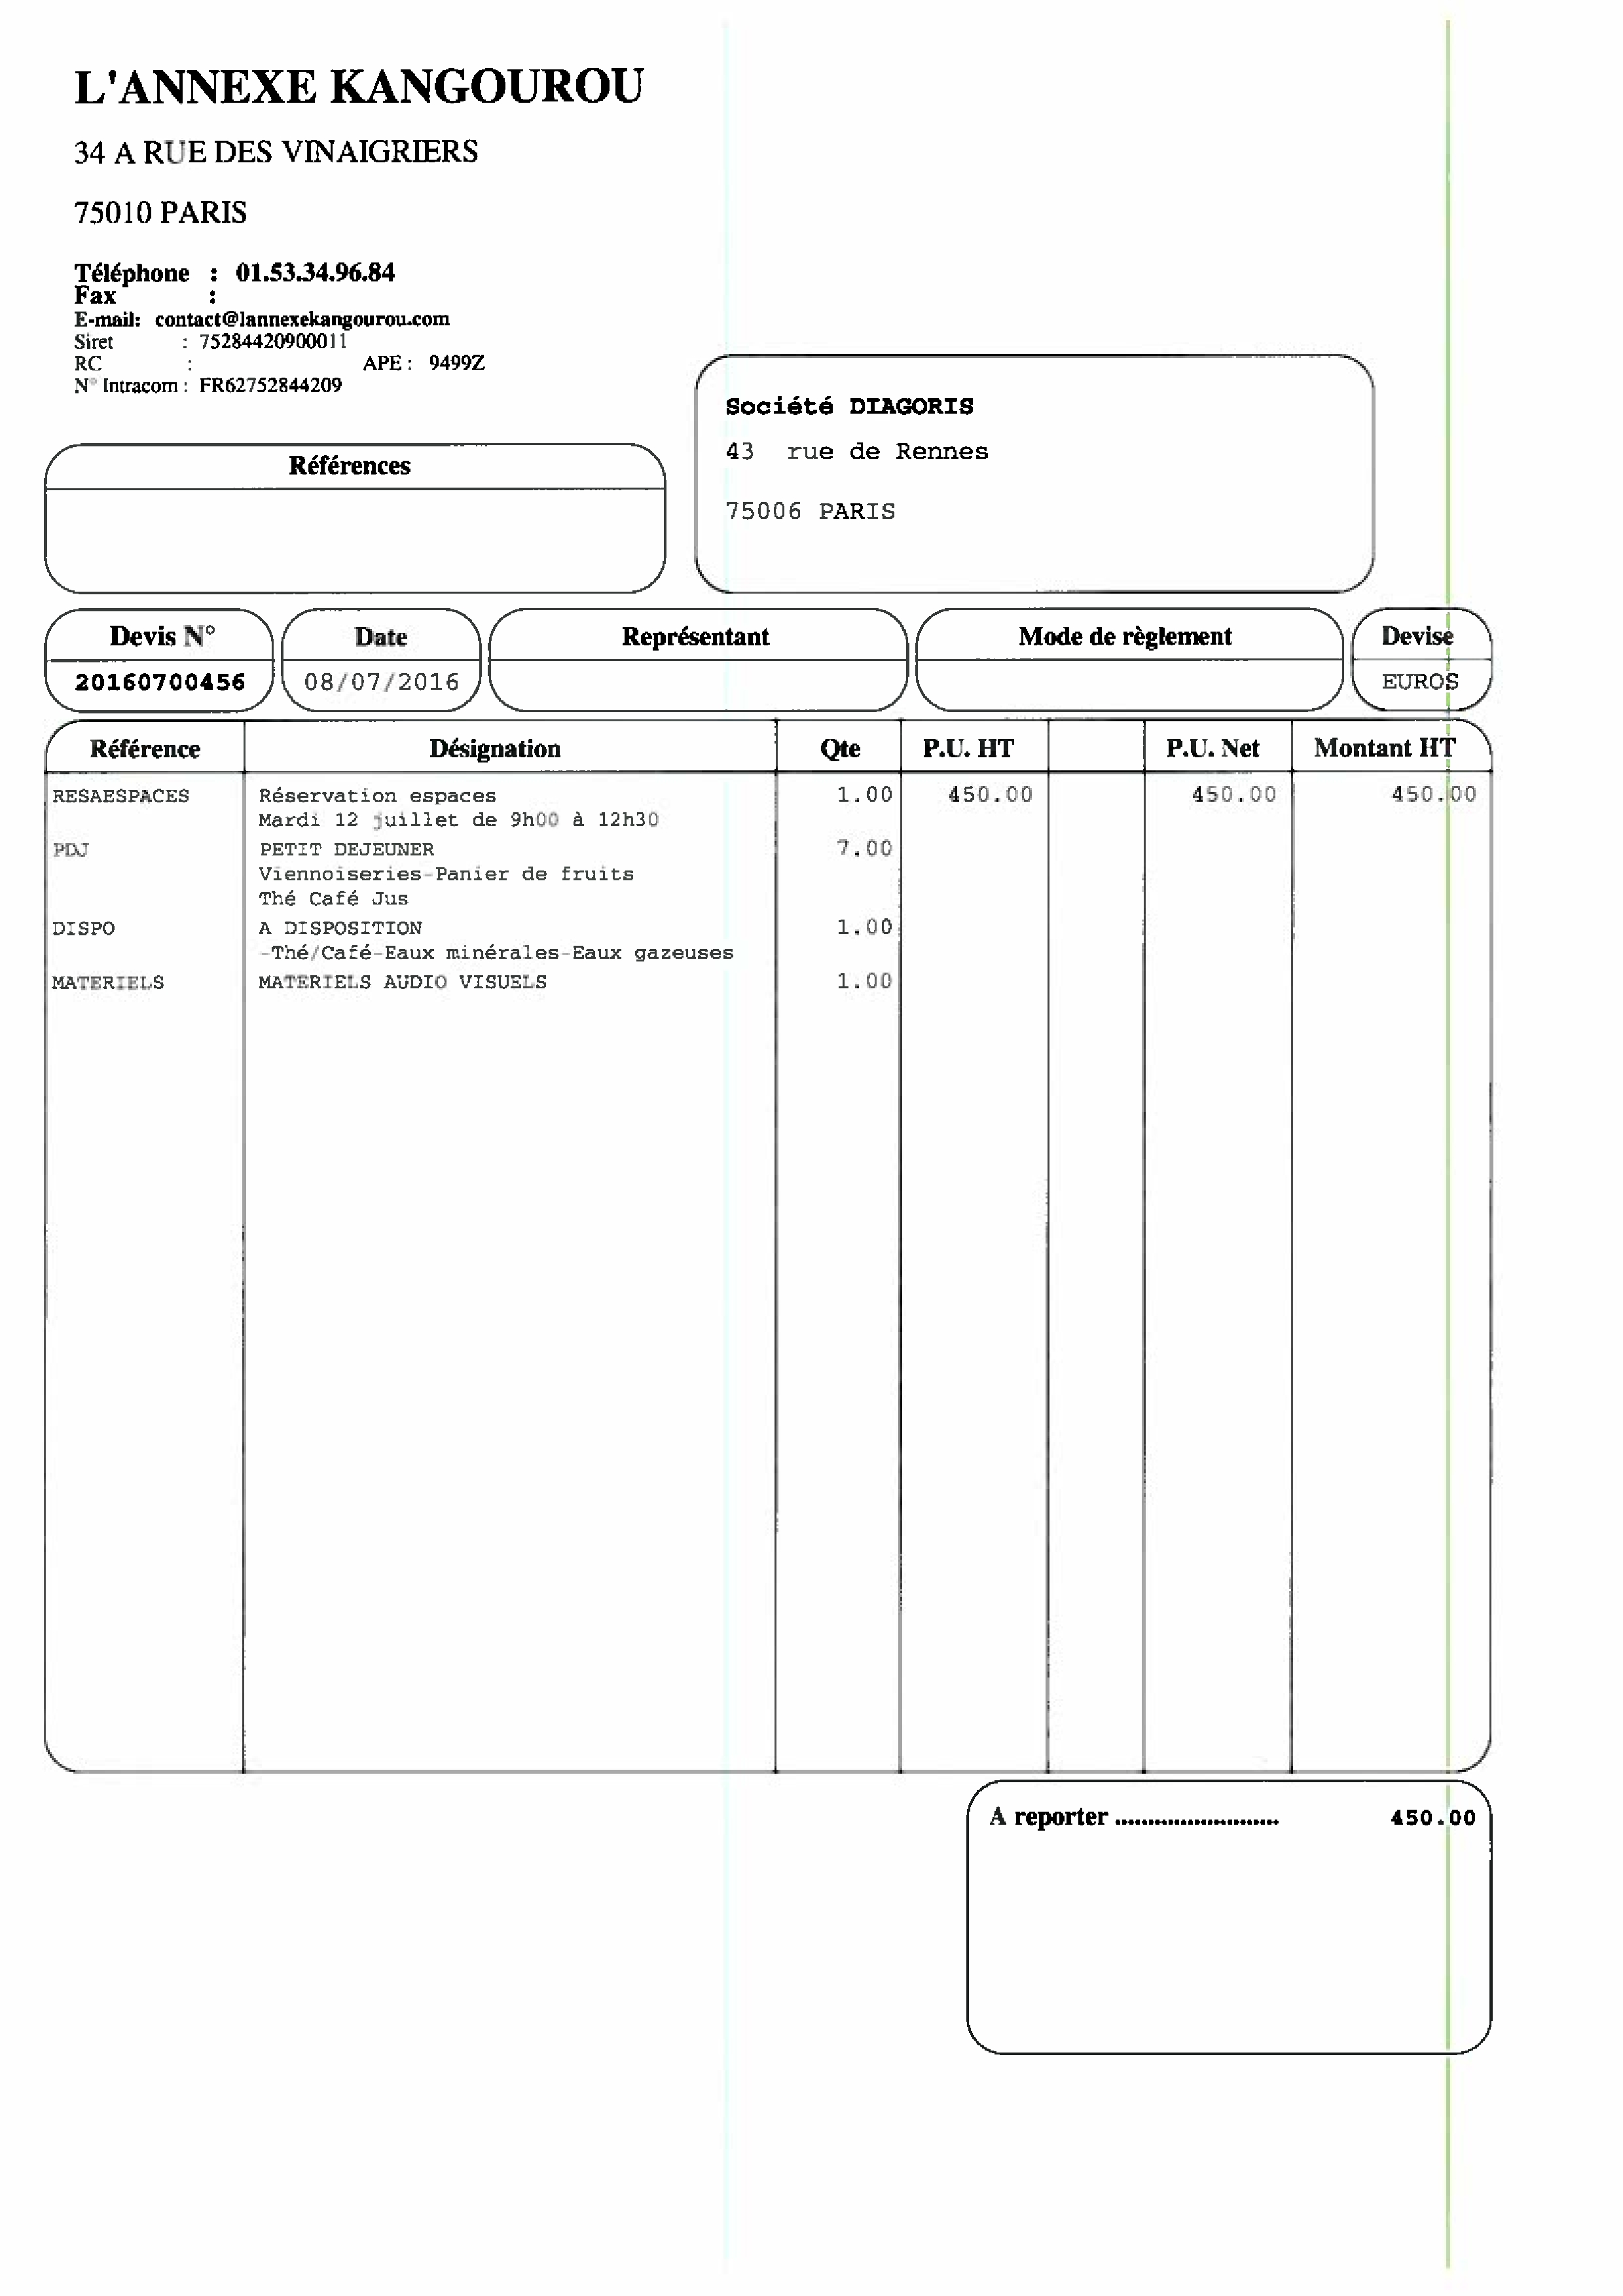 L'ANNEXE KANGOUROU
34 A RUE DES VINAIGRIERS
75010 PARIS
Téléphone : 01.53.34.96.84
Fax :
E-mail: contact@lannexekangourou.com
Siret : 75284420900011
RC : APE : 9499Z
N° Intracom : FR62752844209
Société DIAGORIS
43 rue de Rennes
75006 PARIS
Références
Devis N° Date Représentant Mode de règlement Devise
20160700456 08/07/2016 EUROS
Référence Désignation Qte P.U. HT P.U. Net Montant HT
RESAESPACES Réservation espaces 1.00 450.00 450.00 450.00
Mardi 12 juillet de 9h00 à 12h30
PDJ PETIT DEJEUNER 7.00
Viennoiseries-Panier de fruits
Thé Café Jus
DISPO A DISPOSITION 1.00
-Thé/Café-Eaux minérales-Eaux gazeuses
MATERIELS MATERIELS AUDIO VISUELS 1.00
A reporter ......................... 450.00